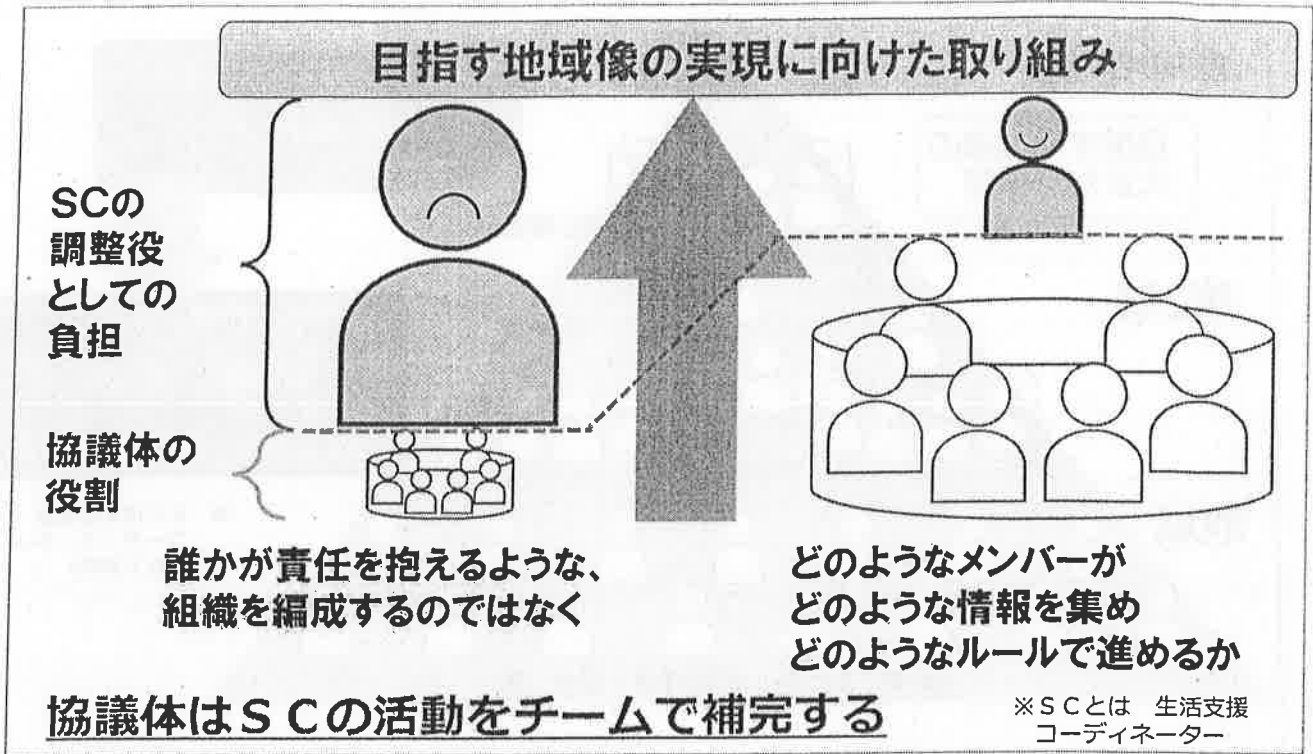 目指す地域像の実現に向けた取り組み
SCの
調整役
としての
負担
協議体の
役割
誰かが責任を抱えるような、
組織を編成するのではなく
どのようなメンバーが
どのような情報を集め
どのようなルールで進めるか
協議体はSCの活動をチームで補完する
※SCとは 生活支援
コーディネーター